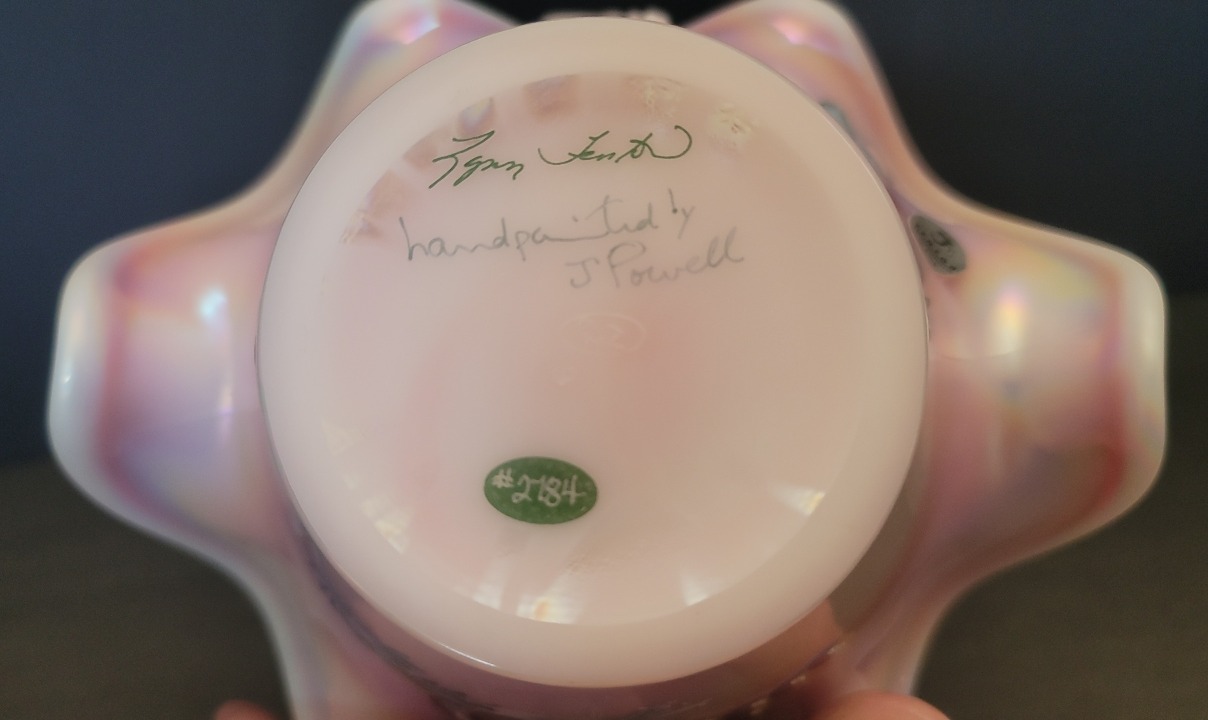 Lynn Fenton
handpainted by
J Powell
#2784